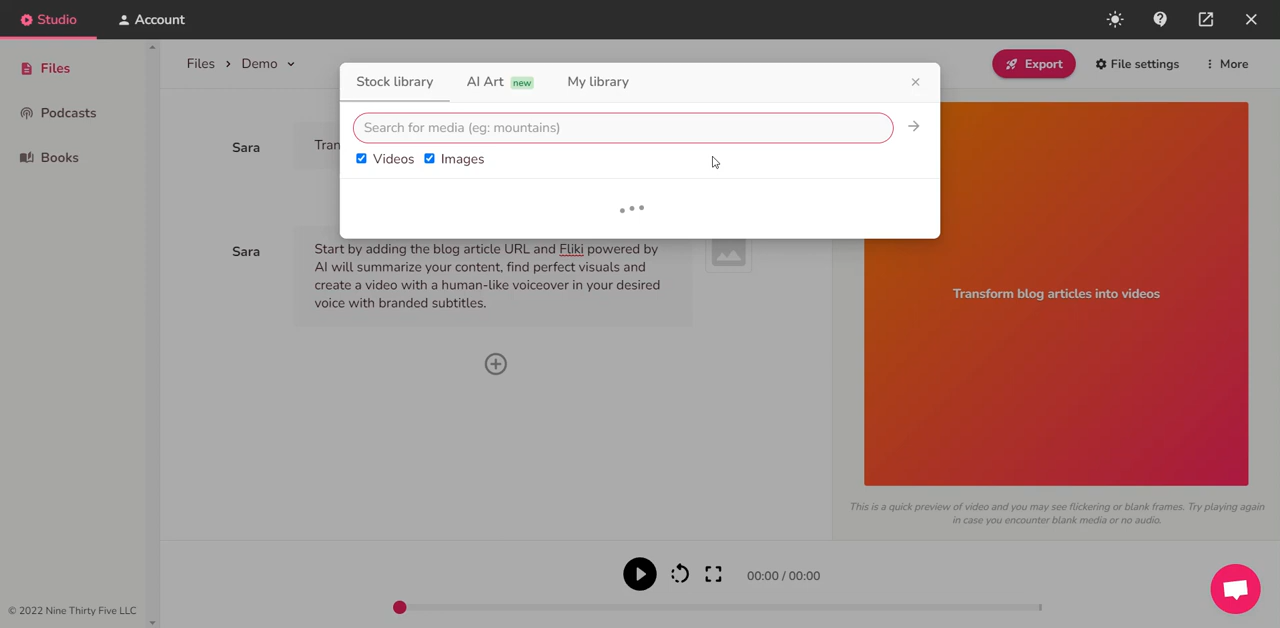 Studio
Account
Files
Podcasts
Books
© 2022 Nine Thirty Five LLC
Files › Demo
Export
File settings
More
Stock library
AI Art new
My library
Search for media (eg: mountains)
Videos
Images
Sara
Tran
Sara
Start by adding the blog article URL and Fliki powered by
AI will summarize your content, find perfect visuals and
create a video with a human-like voiceover in your desired
voice with branded subtitles.
Transform blog articles into videos
This is a quick preview of video and you may see flickering or blank frames. Try playing again
in case you encounter blank media or no audio.
00:00 / 00:00